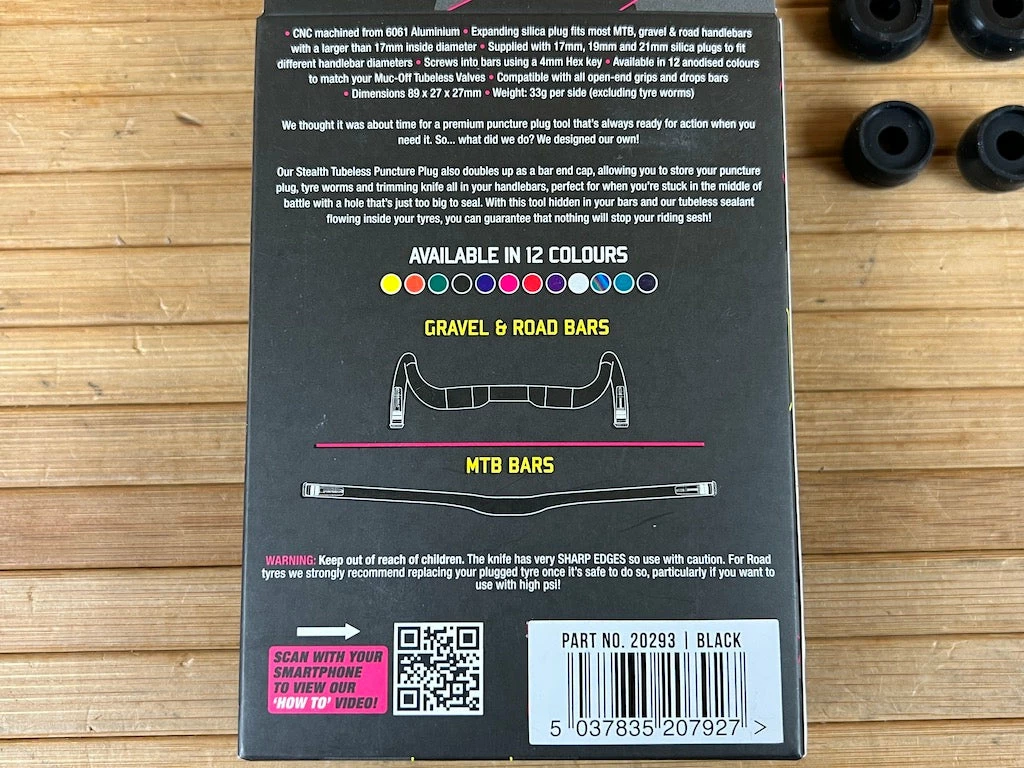 • CNC machined from 6061 Aluminium • Expanding silica plug fits most MTB, gravel & road handlebars
with a larger than 17mm inside diameter • Supplied with 17mm, 19mm and 21mm silica plugs to fit
different handlebar diameters • Screws into bars using a 4mm Hex key • Available in 12 anodised colours
to match your Muc-Off Tubeless Valves • Compatible with all open-end grips and drops bars
• Dimensions 89 x 27 x 27mm • Weight: 33g per side (excluding tyre worms)
We thought it was about time for a premium puncture plug tool that's always ready for action when you
need it. So... what did we do? We designed our own!
Our Stealth Tubeless Puncture Plug also doubles up as a bar end cap, allowing you to store your puncture
plug, tyre worms and trimming knife all in your handlebars, perfect for when you're stuck in the middle of
battle with a hole that's just too big to seal. With this tool hidden in your bars and our tubeless sealant
flowing inside your tyres, you can guarantee that nothing will stop your riding sesh!
AVAILABLE IN 12 COLOURS
GRAVEL & ROAD BARS
MTB BARS
WARNING: Keep out of reach of children. The knife has very SHARP EDGES so use with caution. For Road
tyres we strongly recommend replacing your plugged tyre once it's safe to do so, particularly if you want to
use with high psi!
SCAN WITH YOUR
SMARTPHONE
TO VIEW OUR
'HOW TO' VIDEO!
PART NO. 20293 | BLACK
5 037835 207927 >